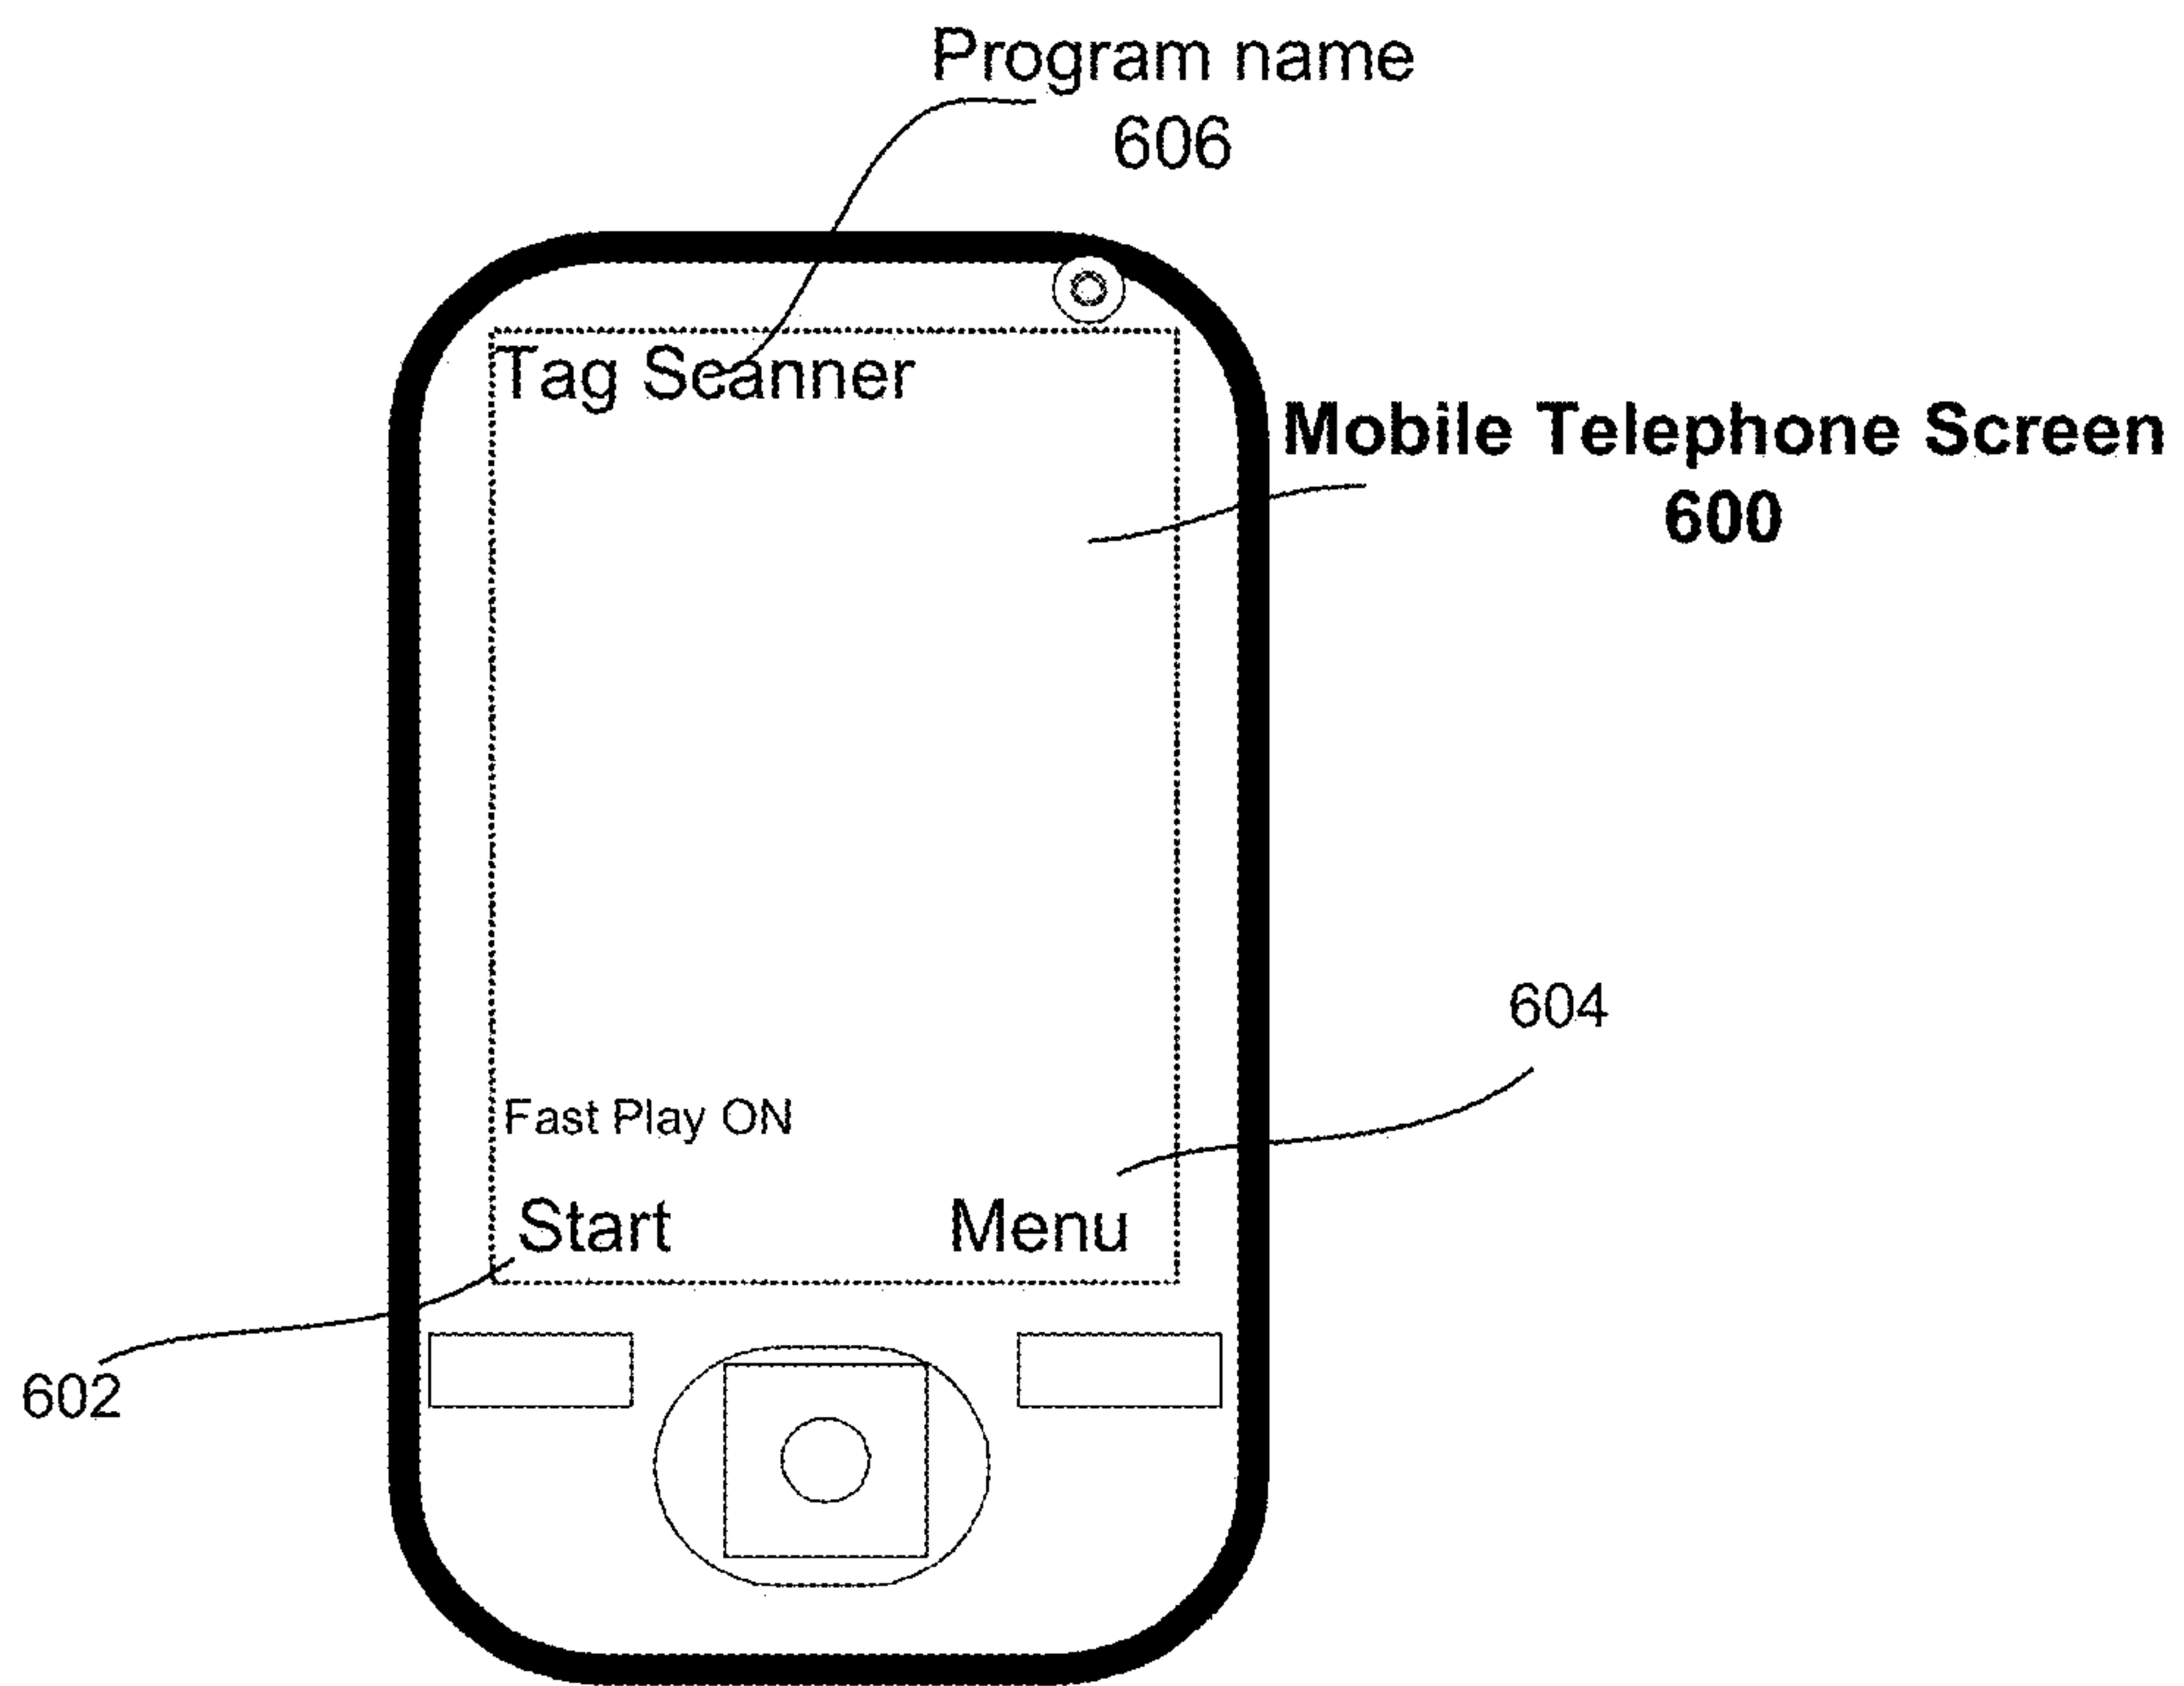 Program name
606
Tag Scanner
Mobile Telephone Screen
600
604
Fast Play ON
Start
Menu
602